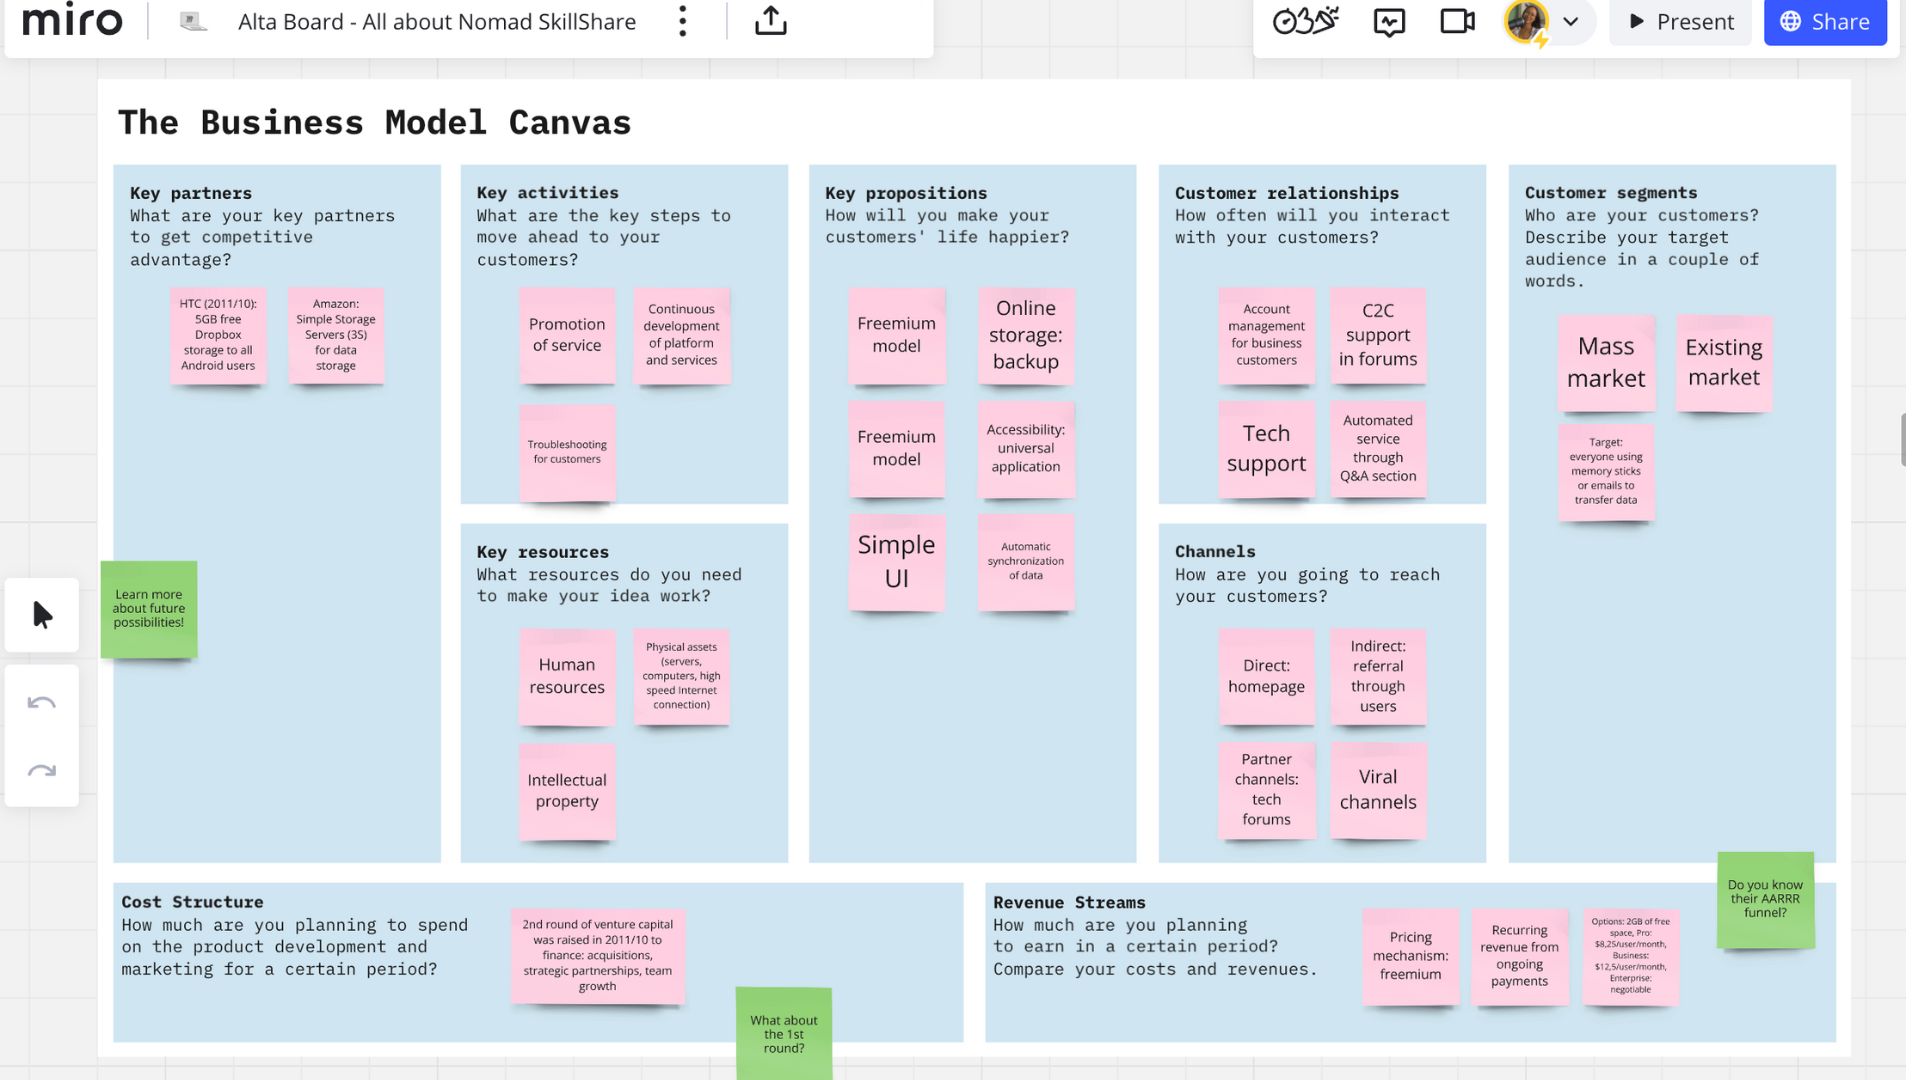 miro
Alta Board - All about Nomad SkillShare
Present
Share
The Business Model Canvas
Key partners
What are your key partners
to get competitive
advantage?
HTC (2011/10):
5GB free
Dropbox
storage to all
Android users
Amazon:
Simple Storage
Servers (3S)
for data
storage
Learn more
about future
possibilities!
Key activities
What are the key steps to
move ahead to your
customers?
Promotion
of service
Continuous
development
of platform
and services
Troubleshooting
for customers
Key resources
What resources do you need
to make your idea work?
Human
resources
Physical assets
(servers,
computers, high
speed Internet
connection)
Intellectual
property
Key propositions
How will you make your
customers' life happier?
Freemium
model
Online
storage:
backup
Freemium
model
Accessibility:
universal
application
Simple
UI
Automatic
synchronization
of data
Customer relationships
How often will you interact
with your customers?
Account
management
for business
customers
C2C
support
in forums
Tech
support
Automated
service
through
Q&A section
Channels
How are you going to reach
your customers?
Direct:
homepage
Indirect:
referral
through
users
Partner
channels:
tech
forums
Viral
channels
Customer segments
Who are your customers?
Describe your target
audience in a couple of
words.
Mass
market
Existing
market
Target:
everyone using
memory sticks
or emails to
transfer data
Cost Structure
How much are you planning to spend
on the product development and
marketing for a certain period?
2nd round of venture capital
was raised in 2011/10 to
finance: acquisitions,
strategic partnerships, team
growth
What about
the 1st
round?
Revenue Streams
How much are you planning
to earn in a certain period?
Compare your costs and revenues.
Pricing
mechanism:
freemium
Recurring
revenue from
ongoing
payments
Options: 2GB of free
space, Pro:
$8,25/user/month,
Business:
$12,5/user/month,
Enterprise:
negotiable
Do you know
their AARRR
funnel?